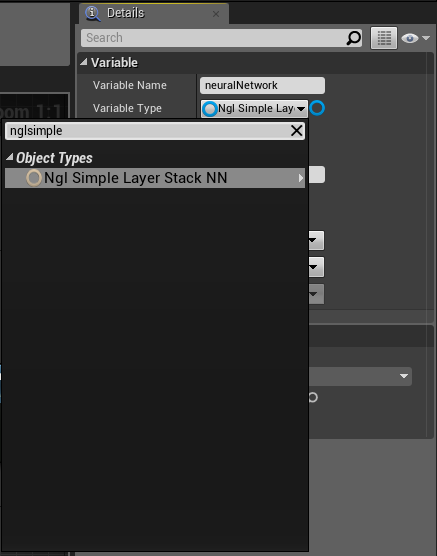 Details
Search
Variable
Variable Name
neuralNetwork
Variable Type
Ngl Simple Lay
oom 1:1
nglsimple
Object Types
Ngl Simple Layer Stack NN